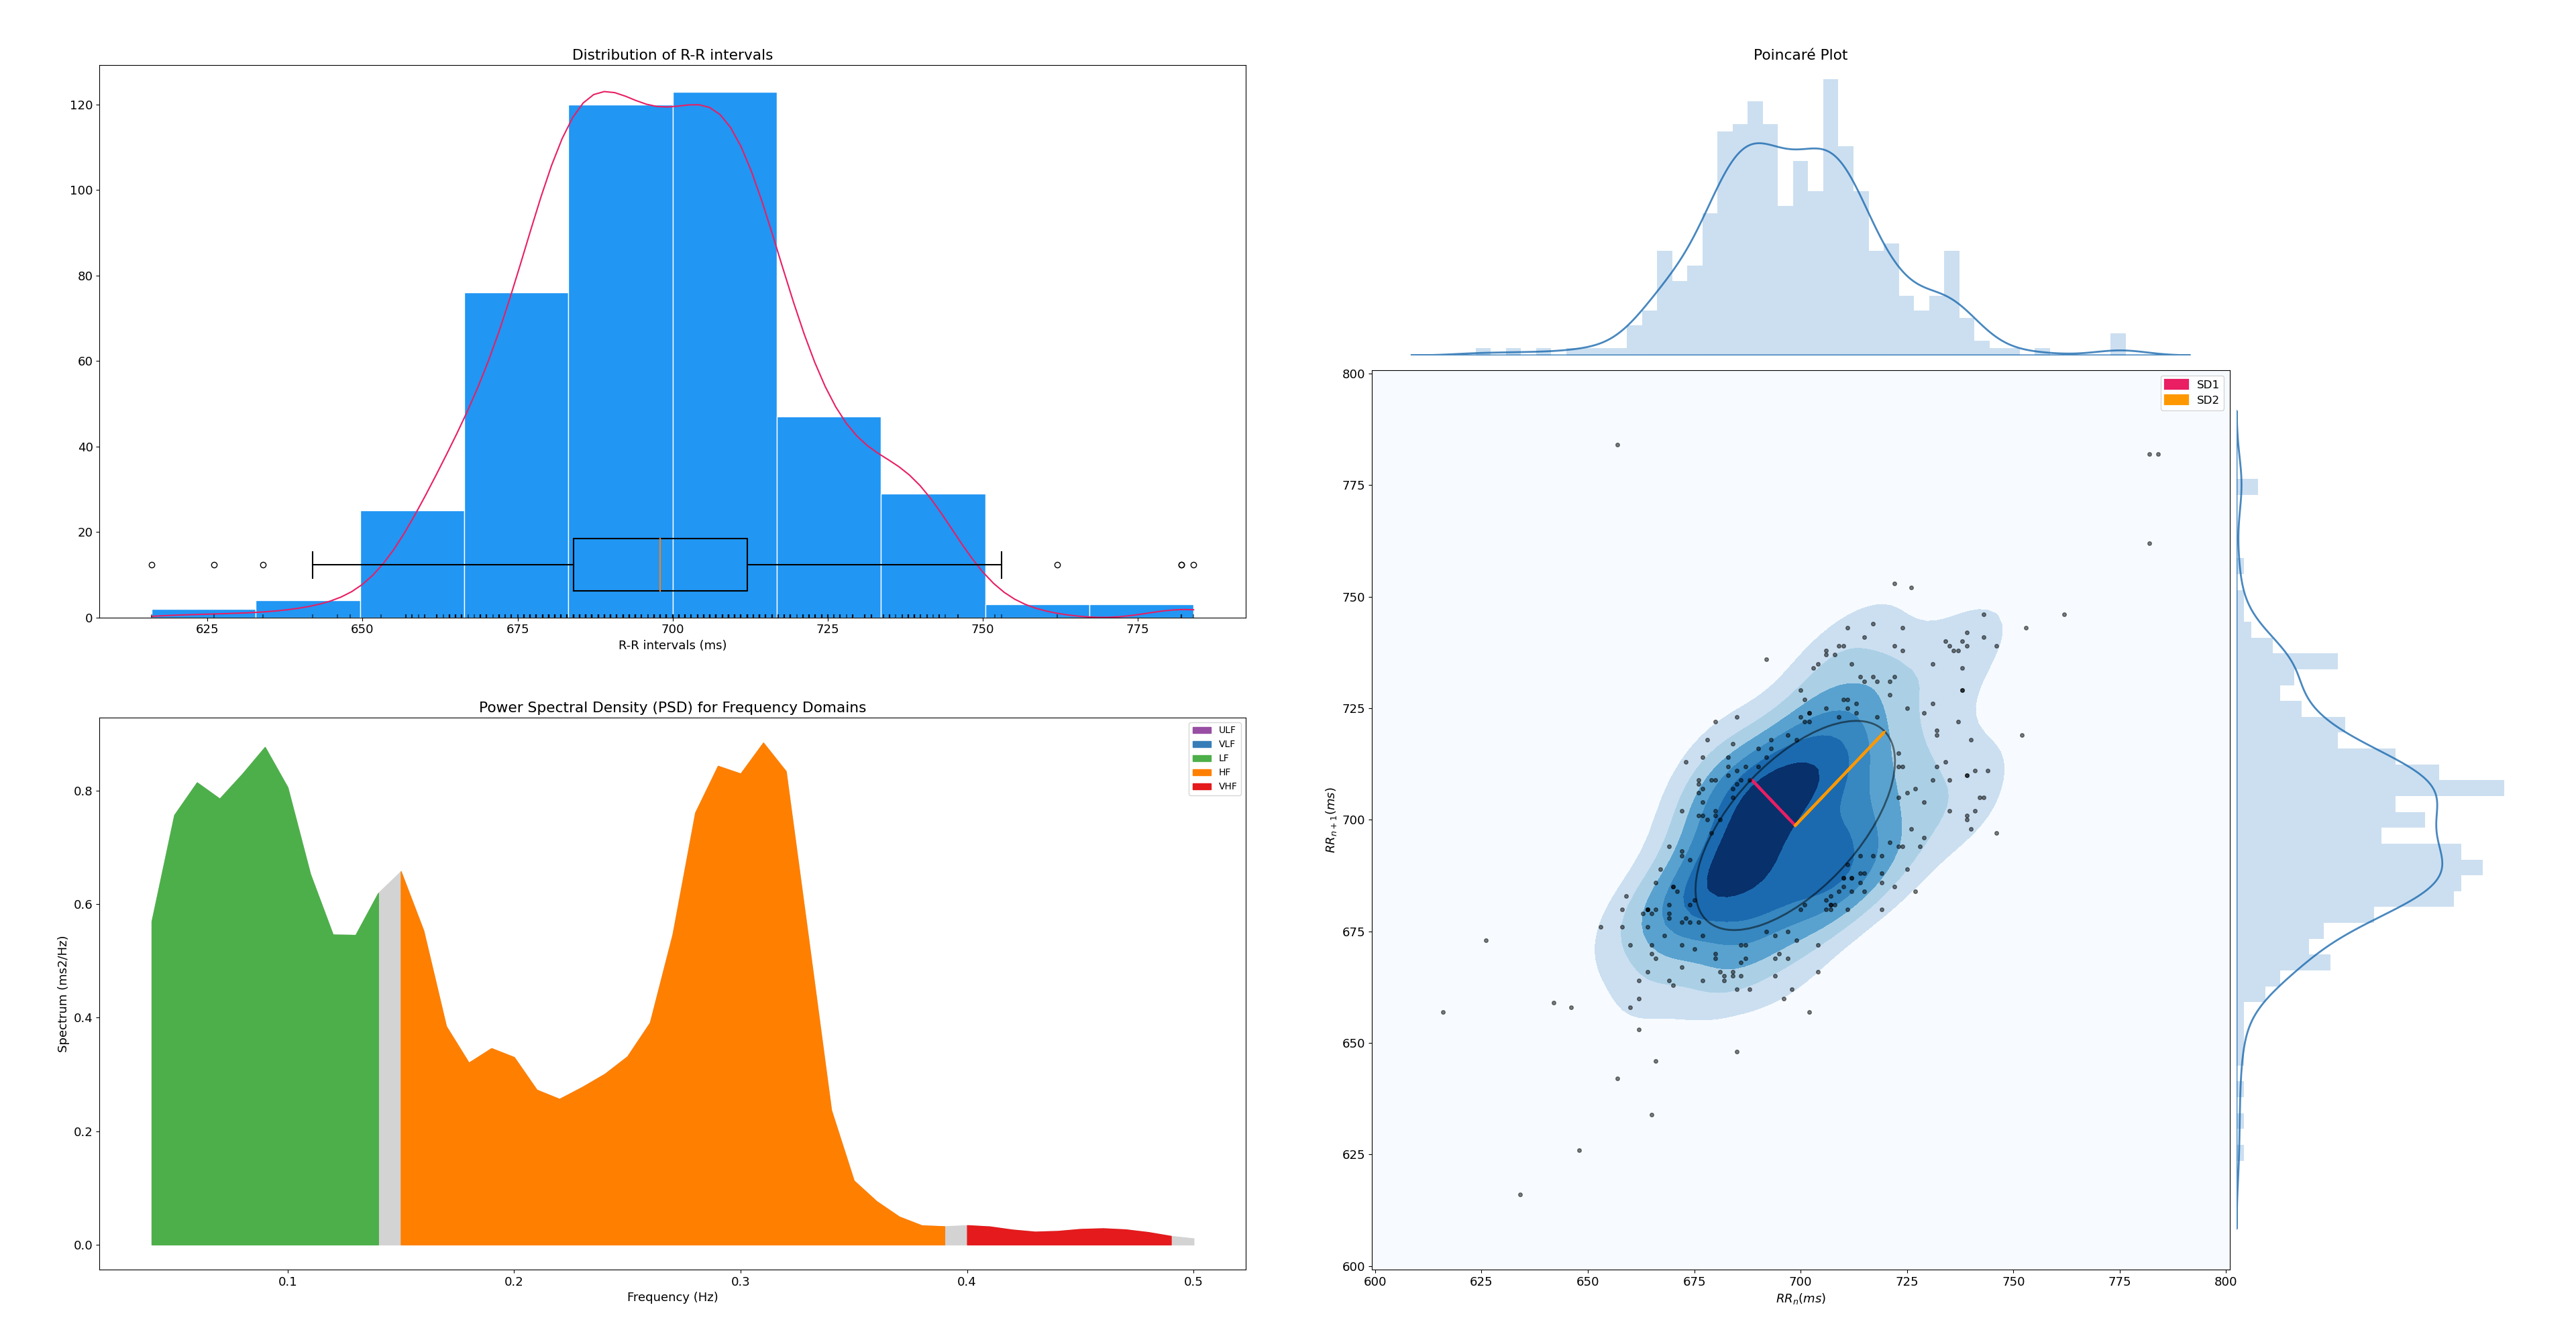 Distribution of R-R intervals
120
100
80
60
40
20
0
625 650 675 700 725 750 775
R-R intervals (ms)
Power Spectral Density (PSD) for Frequency Domains
ULF
VLF
LF
HF
VHF
Spectrum (ms2/Hz)
0.8
0.6
0.4
0.2
0.0
0.1 0.2 0.3 0.4 0.5
Frequency (Hz)
Poincaré Plot
SD1
SD2
RRn+1(ms)
800
775
750
725
700
675
650
625
600
600 625 650 675 700 725 750 775 800
RRn(ms)